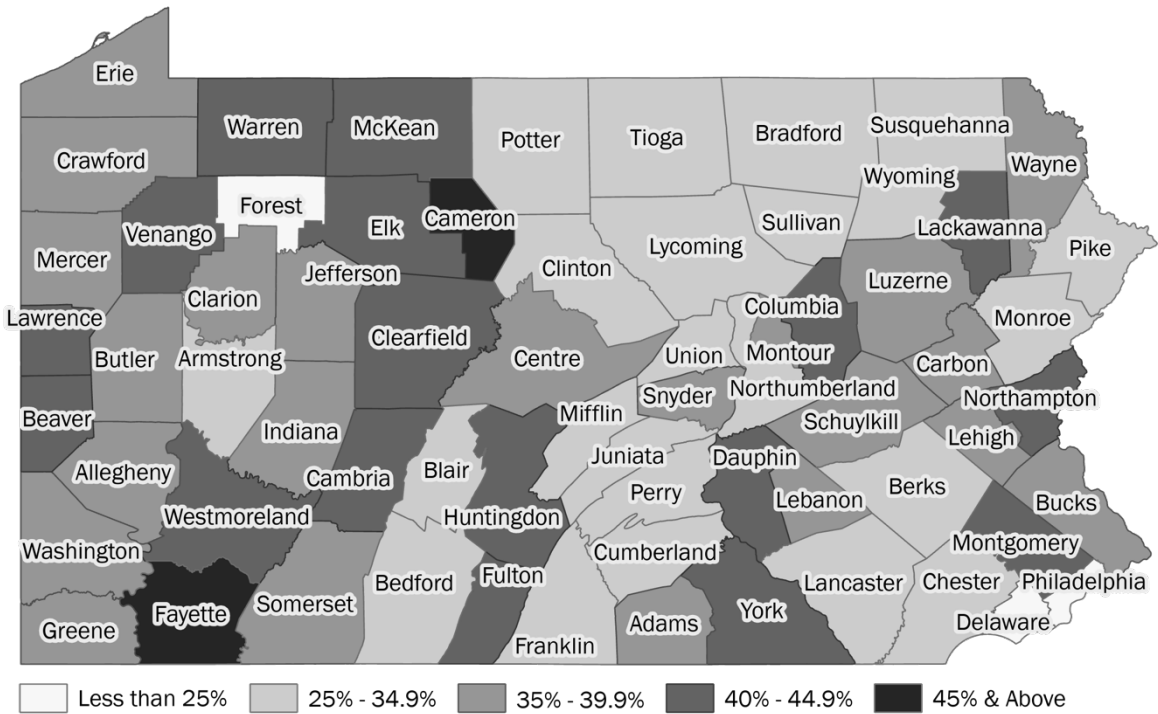 Erie
Warren
McKean
Potter
Tioga
Bradford
Susquehanna
Crawford
Wayne
Wyoming
Forest
Cameron
Venango
Elk
Sullivan
Lackawanna
Mercer
Lycoming
Pike
Jefferson
Clinton
Luzerne
Clarion
Columbia
Lawrence
Monroe
Clearfield
Butler
Armstrong
Centre
Union
Montour
Carbon
Northumberland
Snyder
Northampton
Beaver
Mifflin
Schuylkill
Indiana
Lehigh
Allegheny
Blair
Juniata
Dauphin
Cambria
Perry
Berks
Lebanon
Bucks
Westmoreland
Huntingdon
Montgomery
Washington
Cumberland
Fulton
Bedford
Lancaster
Chester
Philadelphia
Somerset
Fayette
York
Delaware
Greene
Adams
Franklin
Less than 25%
25% - 34.9%
35% - 39.9%
40% - 44.9%
45% & Above